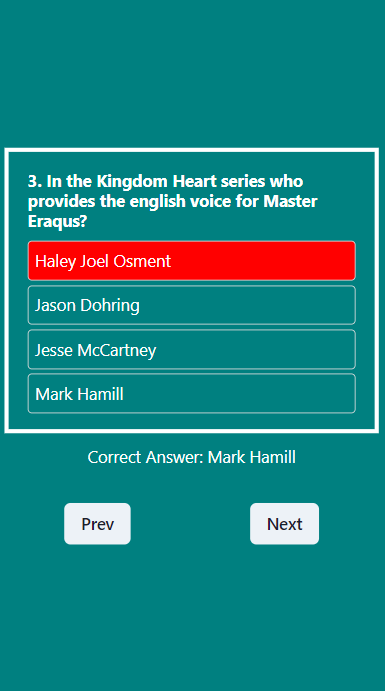 3. In the Kingdom Heart series who
provides the english voice for Master
Eraqus?
Haley Joel Osment
Jason Dohring
Jesse McCartney
Mark Hamill
Correct Answer: Mark Hamill
Prev
Next